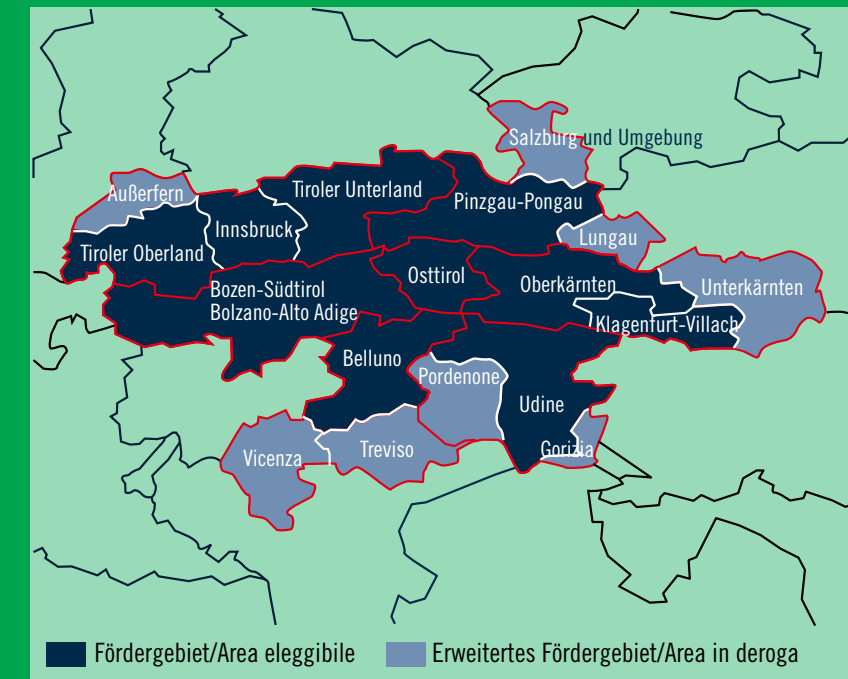 Salzburg und Umgebung
Außerfern
Tiroler Unterland
Pinzgau-Pongau
Innsbruck
Lungau
Tiroler Oberland
Osttirol
Oberkärnten
Unterkärnten
Bozen-Südtirol
Bolzano-Alto Adige
Klagenfurt-Villach
Belluno
Pordenone
Udine
Treviso
Gorizia
Vicenza
Fördergebiet/Area eleggibile
Erweitertes Fördergebiet/Area in deroga